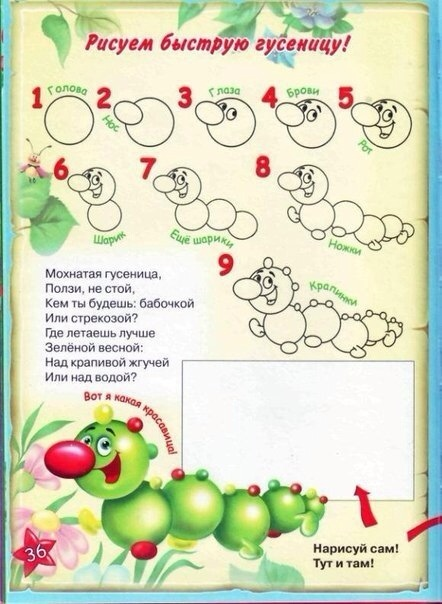 Рисуем быструю гусеницу!
1 Голова
2 Нос
3 Глаза
4 Брови
5 Рот
6 Шарик
7 Ещё шарики
8 Ножки
9 Крапинки
Мохнатая гусеница,
Ползи, не стой,
Кем ты будешь: бабочкой
Или стрекозой?
Где летаешь лучше
Зелёной весной:
Над крапивой жгучей
Или над водой?
Вот я какая красавица!
Нарисуй сам!
Тут и там!
36